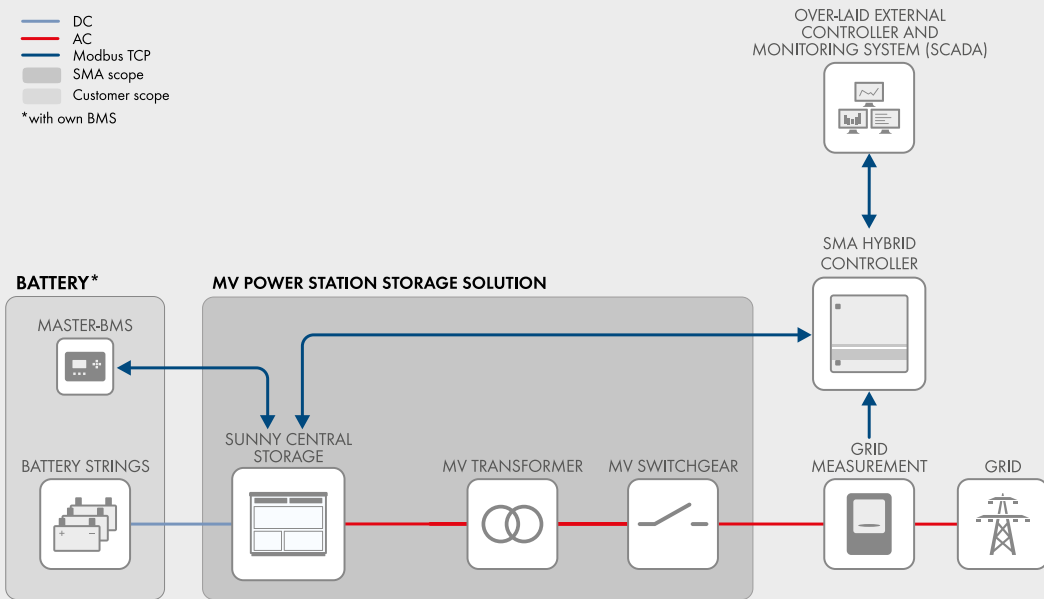 DC
AC
Modbus TCP
SMA scope
Customer scope
*with own BMS
OVER-LAID EXTERNAL
CONTROLLER AND
MONITORING SYSTEM (SCADA)
SMA HYBRID
CONTROLLER
BATTERY*
MV POWER STATION STORAGE SOLUTION
MASTER-BMS
SUNNY CENTRAL
STORAGE
BATTERY STRINGS
MV TRANSFORMER
MV SWITCHGEAR
GRID
MEASUREMENT
GRID